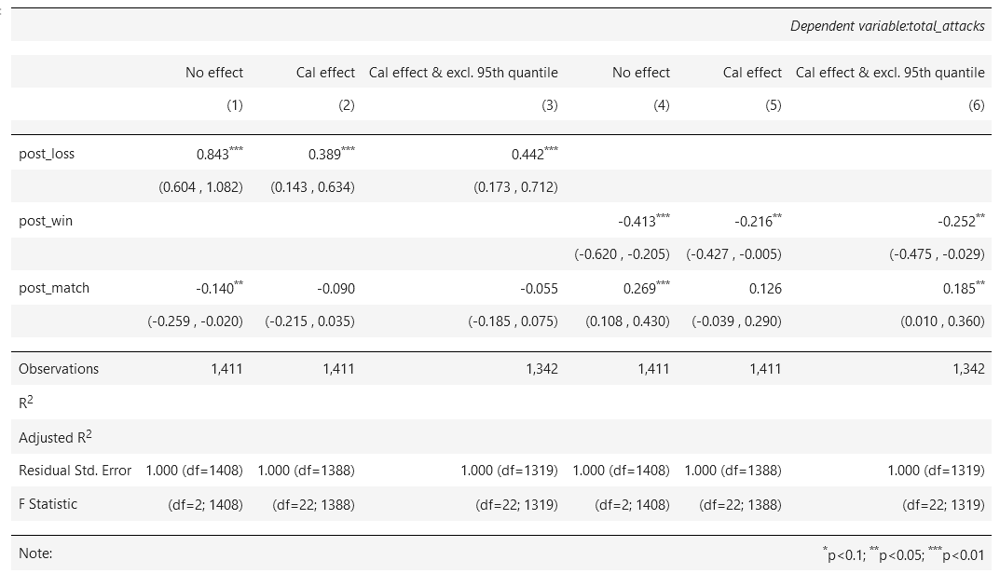 Dependent variable:total_attacks
No effect Cal effect Cal effect & excl. 95th quantile No effect Cal effect Cal effect & excl. 95th quantile
(1) (2) (3) (4) (5) (6)
post_loss 0.843*** 0.389*** 0.442***
(0.604 , 1.082) (0.143 , 0.634) (0.173 , 0.712)
post_win -0.413*** -0.216** -0.252**
(-0.620 , -0.205) (-0.427 , -0.005) (-0.475 , -0.029)
post_match -0.140** -0.090 -0.055 0.269*** 0.126 0.185**
(-0.259 , -0.020) (-0.215 , 0.035) (-0.185 , 0.075) (0.108 , 0.430) (-0.039 , 0.290) (0.010 , 0.360)
Observations 1,411 1,411 1,342 1,411 1,411 1,342
R²
Adjusted R²
Residual Std. Error 1.000 (df=1408) 1.000 (df=1388) 1.000 (df=1319) 1.000 (df=1408) 1.000 (df=1388) 1.000 (df=1319)
F Statistic (df=2; 1408) (df=22; 1388) (df=22; 1319) (df=2; 1408) (df=22; 1388) (df=22; 1319)
Note: *p<0.1; **p<0.05; ***p<0.01